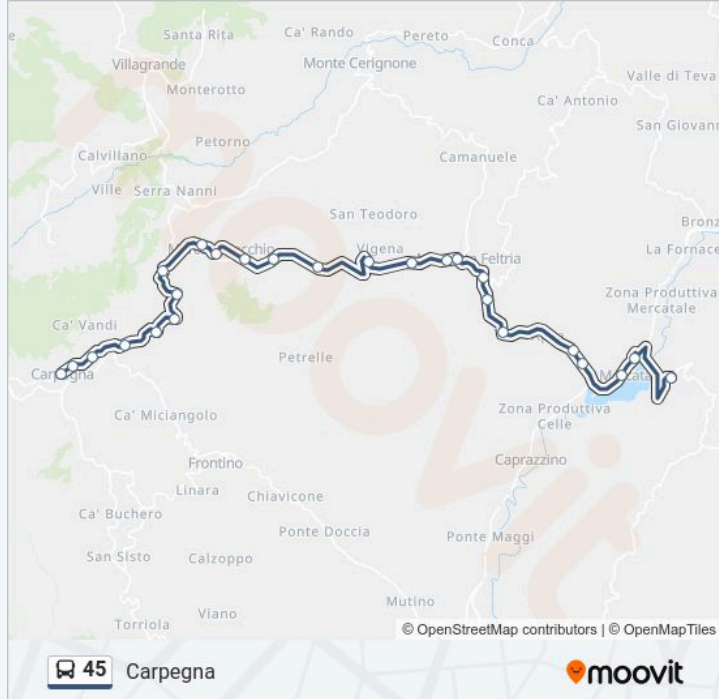 Ca' Rando
Pereto
Conca
Santa Rita
Villagrande
Monte Cerignone
Valle di Teva
Monterotto
Ca' Antonio
Petorno
San Giovann
Calvillano
Camanuele
Ville
Serra Nanni
San Teodoro
Bronz
Vigena
Feltria
La Fornace
Zona Produttiva
Mercatale
Ca' Vandi
Petrelle
Carpegna
Zona Produttiva
Celle
Ca' Miciangolo
Caprazzino
Frontino
Linara
Chiavicone
Ca' Buchero
Ponte Doccia
Ponte Maggi
San Sisto
Calzoppo
Mutino
Viano
Torriola
© OpenStreetMap contributors | © OpenMapTiles
45 Carpegna
moovit